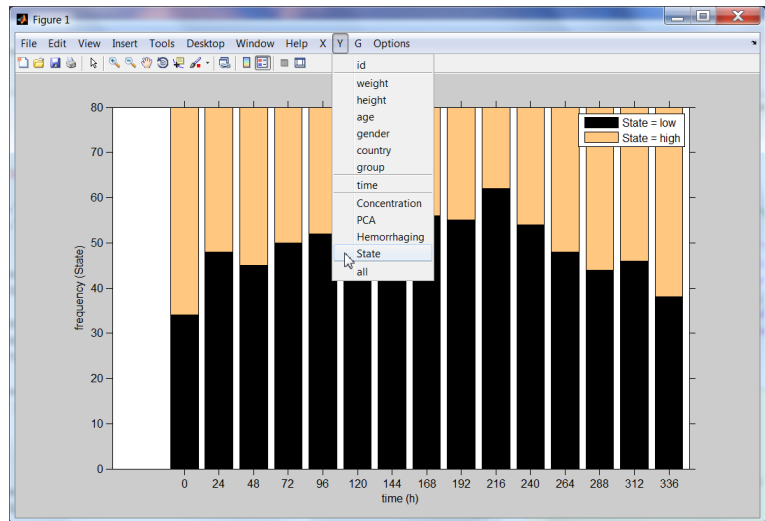 Figure 1
File Edit View Insert Tools Desktop Window Help X Y G Options
id
weight
height
age
gender
country
group
time
Concentration
PCA
Hemorrhaging
State
all
State = low
State = high
80
70
60
50
40
30
20
10
0
frequency (State)
0 24 48 72 96 120 144 168 192 216 240 264 288 312 336
time (h)